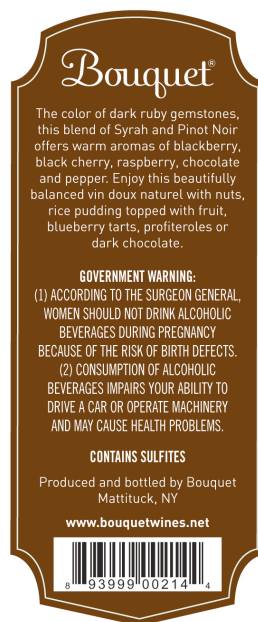 Bouquet®
The color of dark ruby gemstones,
this blend of Syrah and Pinot Noir
offers warm aromas of blackberry,
black cherry, raspberry, chocolate
and pepper. Enjoy this beautifully
balanced vin doux naturel with nuts,
rice pudding topped with fruit,
blueberry tarts, profiteroles or
dark chocolate.
GOVERNMENT WARNING:
(1) ACCORDING TO THE SURGEON GENERAL,
WOMEN SHOULD NOT DRINK ALCOHOLIC
BEVERAGES DURING PREGNANCY
BECAUSE OF THE RISK OF BIRTH DEFECTS.
(2) CONSUMPTION OF ALCOHOLIC
BEVERAGES IMPAIRS YOUR ABILITY TO
DRIVE A CAR OR OPERATE MACHINERY
AND MAY CAUSE HEALTH PROBLEMS.
CONTAINS SULFITES
Produced and bottled by Bouquet
Mattituck, NY
www.bouquetwines.net
8 93999 00214 4